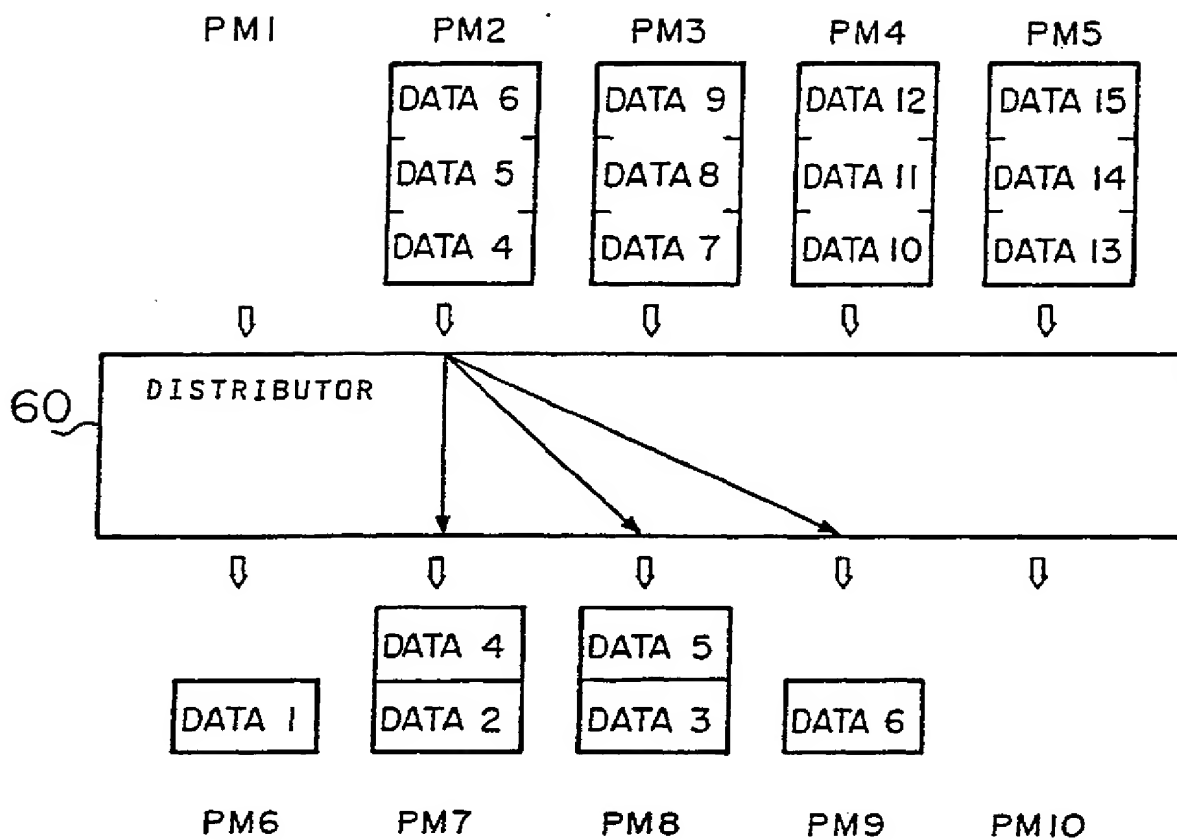 PM1 PM2 PM3 PM4 PM5
DATA 6 DATA 9 DATA 12 DATA 15
DATA 5 DATA 8 DATA 11 DATA 14
DATA 4 DATA 7 DATA 10 DATA 13
DISTRIBUTOR
60
DATA 4 DATA 5
DATA 1 DATA 2 DATA 3 DATA 6
PM6 PM7 PM8 PM9 PM10